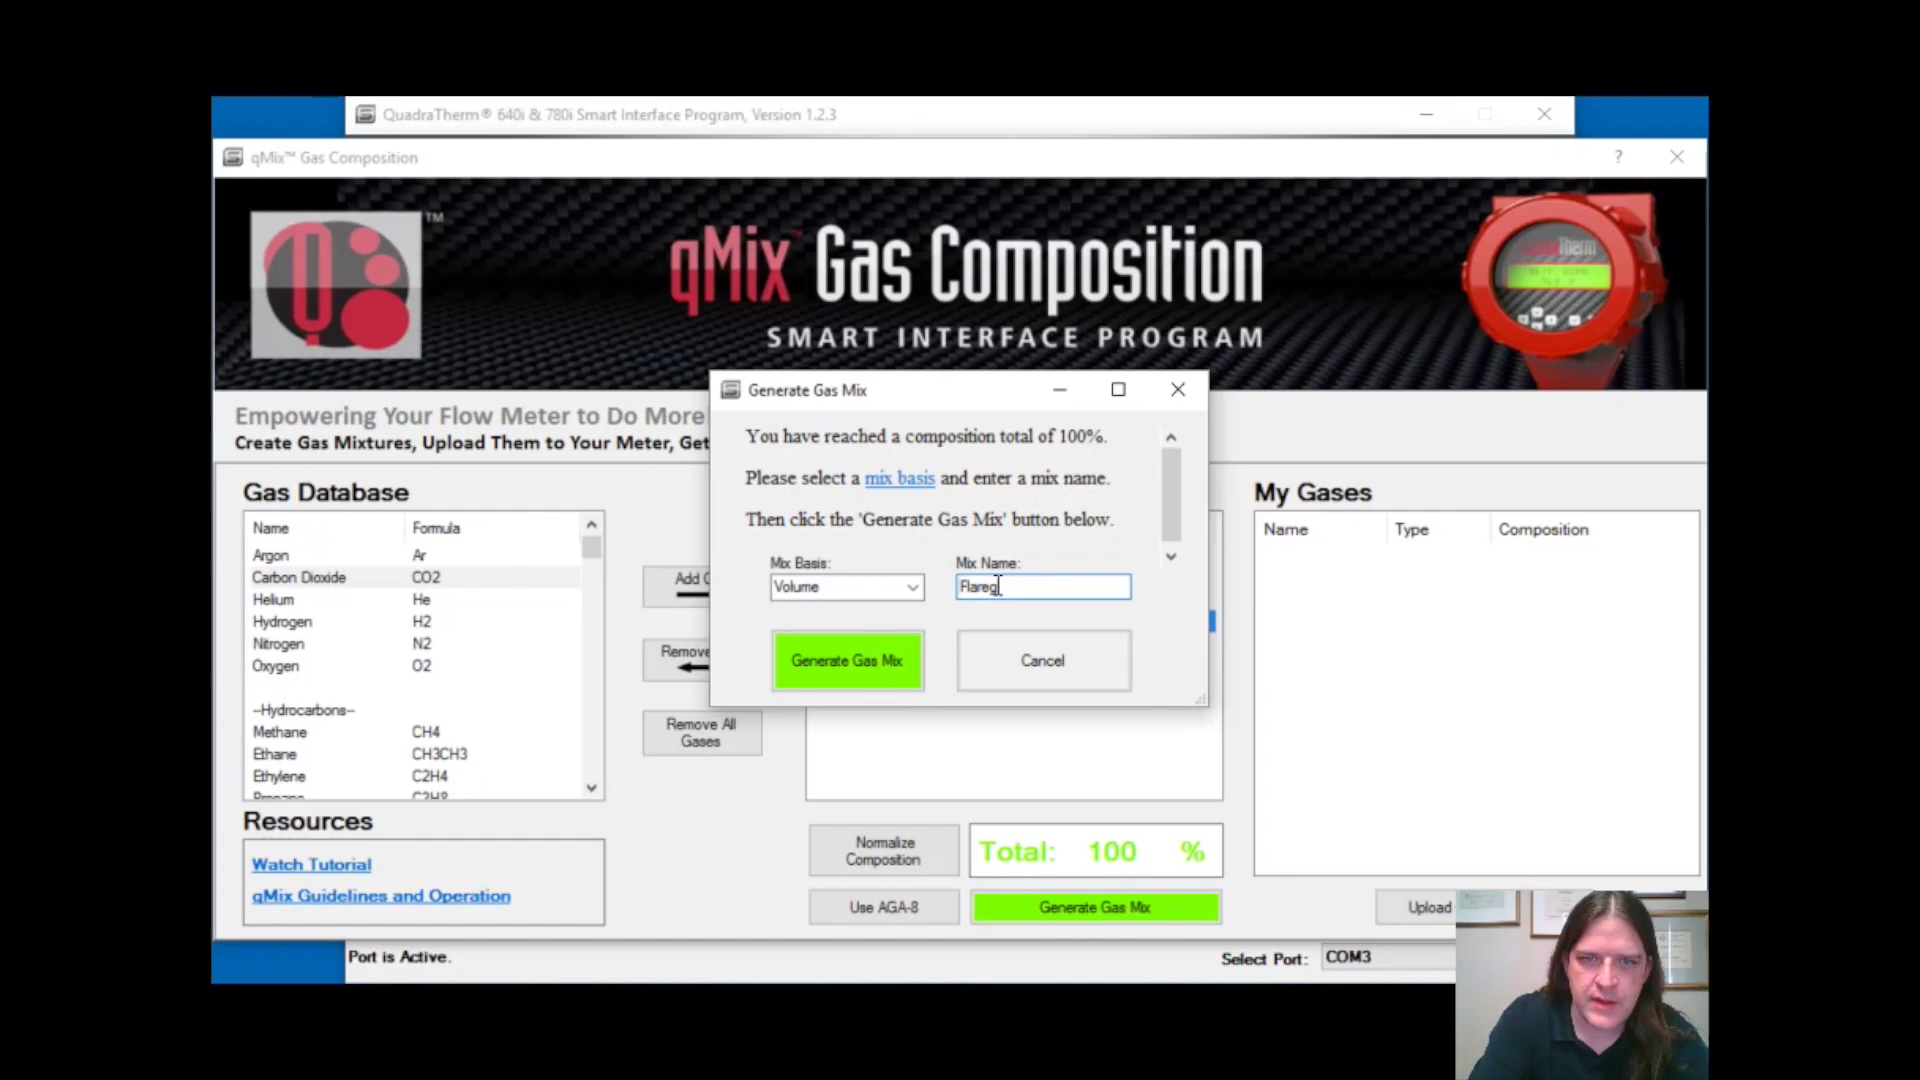 QuadraTherm® 640i & 780i Smart Interface Program, Version 1.2.3
qMix™ Gas Composition
?
TM
qMix™ Gas Composition
SMART INTERFACE PROGRAM
Empowering Your Flow Meter to Do More
Create Gas Mixtures, Upload Them to Your Meter, Get
Generate Gas Mix
You have reached a composition total of 100%.
Please select a mix basis and enter a mix name.
Then click the 'Generate Gas Mix' button below.
Mix Basis:
Mix Name:
Volume
Flareg
Generate Gas Mix
Cancel
Gas Database
Name Formula
Argon Ar
Carbon Dioxide CO2
Helium He
Hydrogen H2
Nitrogen N2
Oxygen O2
--Hydrocarbons--
Methane CH4
Ethane CH3CH3
Ethylene C2H4
Propane C3H8
Add
Remove
Remove All
Gases
My Gases
Name Type Composition
Resources
Watch Tutorial
qMix Guidelines and Operation
Normalize
Composition
Total: 100 %
Use AGA-8
Generate Gas Mix
Upload
Port is Active.
Select Port: COM3